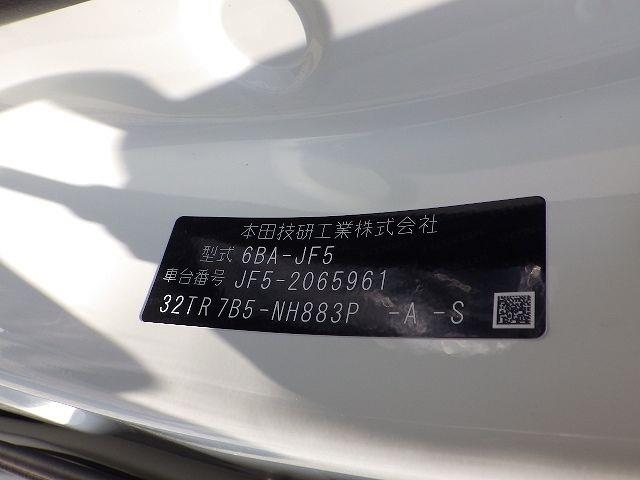 本田技研工業株式会社
型式 6BA-JF5
車台番号 JF5-2065961
32TR 7B5-NH883P -A -S